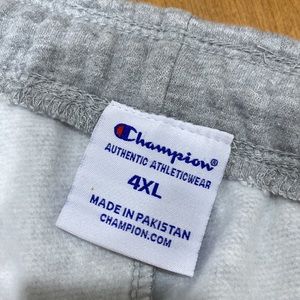 Champion®
AUTHENTIC ATHLETICWEAR
4XL
MADE IN PAKISTAN
CHAMPION.COM